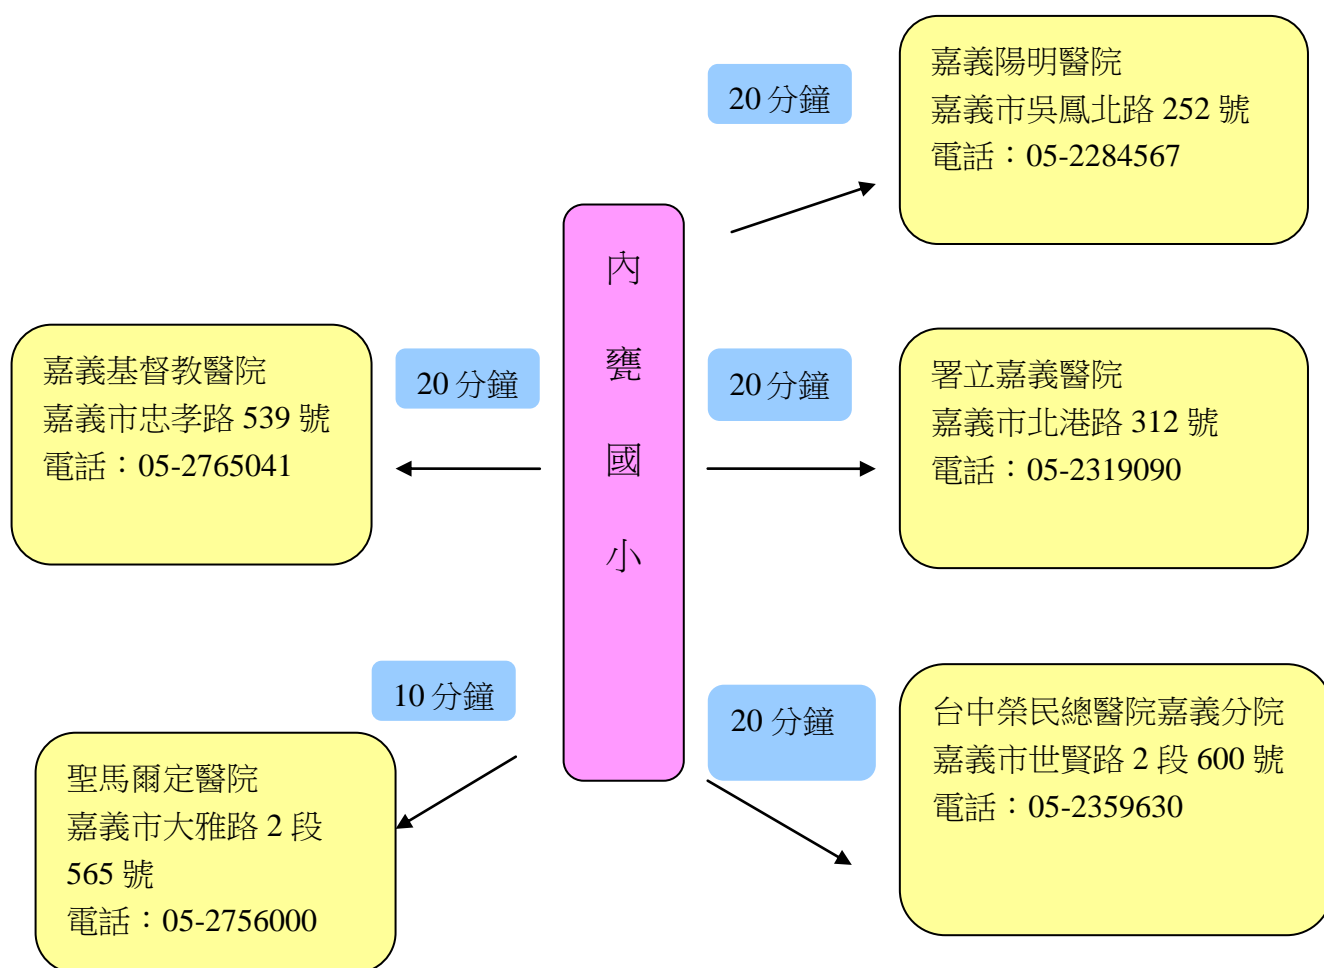 20 分鐘
嘉義陽明醫院
嘉義市吳鳳北路 252 號
電話：05-2284567
內
甕
國
小
嘉義基督教醫院
嘉義市忠孝路 539 號
電話：05-2765041
20 分鐘
20 分鐘
署立嘉義醫院
嘉義市北港路 312 號
電話：05-2319090
10 分鐘
聖馬爾定醫院
嘉義市大雅路 2 段
565 號
電話：05-2756000
20 分鐘
台中榮民總醫院嘉義分院
嘉義市世賢路 2 段 600 號
電話：05-2359630